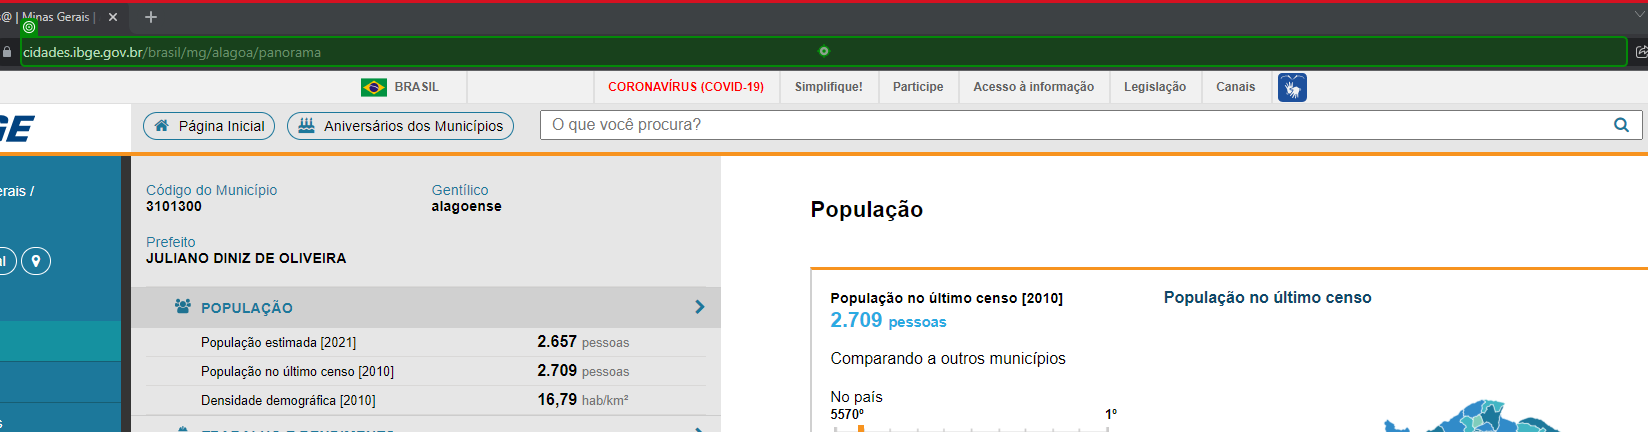 s@ | Minas Gerais |
cidades.ibge.gov.br/brasil/mg/alagoa/panorama
BRASIL
CORONAVÍRUS (COVID-19)
Simplifique!
Participe
Acesso à informação
Legislação
Canais
GE
Página Inicial
Aniversários dos Municípios
O que você procura?
erais /
al
s
Código do Município
3101300
Gentílico
alagoense
Prefeito
JULIANO DINIZ DE OLIVEIRA
POPULAÇÃO
População estimada [2021] 2.657 pessoas
População no último censo [2010] 2.709 pessoas
Densidade demográfica [2010] 16,79 hab/km²
População
População no último censo [2010]
2.709 pessoas
Comparando a outros municípios
No país
5570º 1º
População no último censo